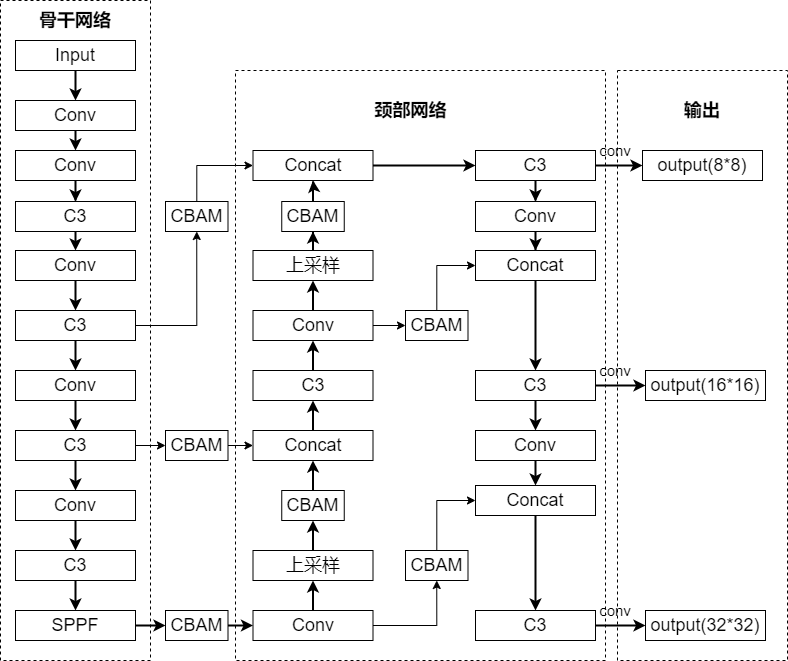 骨干网络
Input
Conv
Conv
C3
Conv
C3
Conv
C3
Conv
C3
SPPF
CBAM
CBAM
CBAM
颈部网络
Concat
CBAM
上采样
Conv
C3
Concat
CBAM
上采样
Conv
CBAM
CBAM
C3
Conv
Concat
C3
Conv
Concat
C3
conv
conv
conv
输出
output(8*8)
output(16*16)
output(32*32)